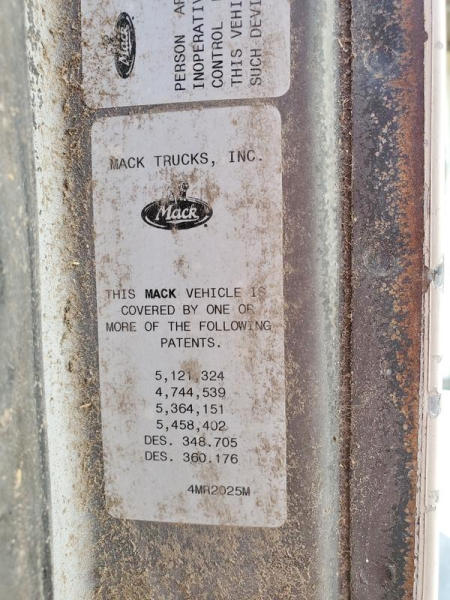 Mack
PERSON
INOPERATIV
CONTROL
THIS VEHI
SUCH DEVI
MACK TRUCKS, INC.
Mack
THIS MACK VEHICLE IS
COVERED BY ONE OR
MORE OF THE FOLLOWING
PATENTS.
5,121,324
4,744,539
5,364,151
5,458,402
DES. 348.705
DES. 360.176
4MR2025M